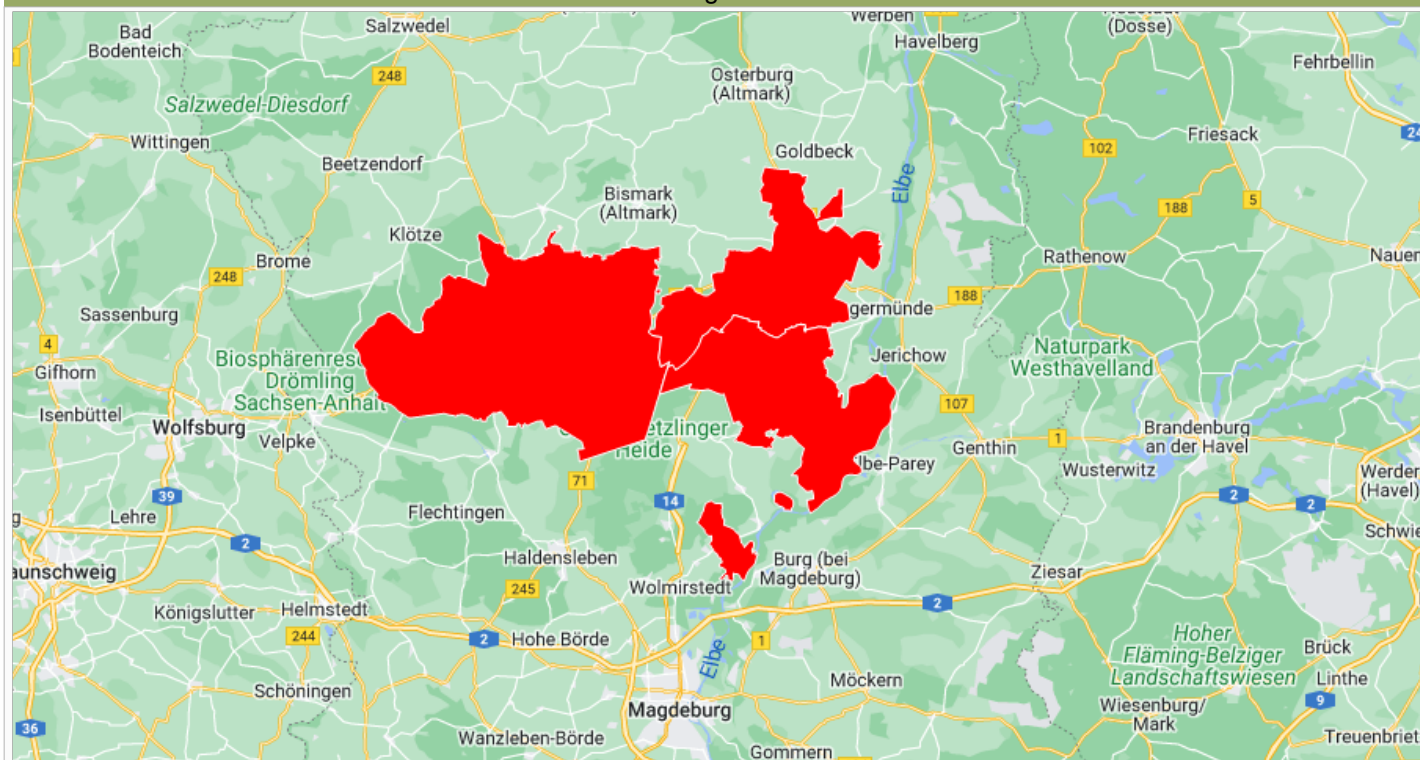 Salzwedel
Werben
(Dosse)
Bad
Bodenteich
Havelberg
248
Fehrbellin
Osterburg
(Altmark)
Salzwedel-Diesdorf
24
Wittingen
Friesack
Goldbeck
102
Beetzendorf
Elbe
Bismark
(Altmark)
188
5
Klötze
Brome
Rathenow
Nauen
248
188
Sassenburg
germünde
4
Biosphärenres
Drömling
Sachsen-Anhalt
Naturpark
Westhavelland
Jerichow
Gifhorn
107
Isenbüttel
Wolfsburg
Velpke
etzlinger
Heide
Brandenburg
an der Havel
1
Genthin
lbe-Parey
Wusterwitz
71
Werder
(Havel)
39
14
2
2
Lehre
Flechtingen
Schwie
2
Haldensleben
Burg (bei
Magdeburg)
Ziesar
aunschweig
245
Wolmirstedt
Königslutter
Helmstedt
2
244
2
Hohe Börde
1
Elbe
Hoher
Fläming-Belziger
Landschaftswiesen
Brück
Linthe
Schöningen
Möckern
9
36
Magdeburg
Wiesenburg/
Mark
Wanzleben-Börde
Treuenbriet
Gommern